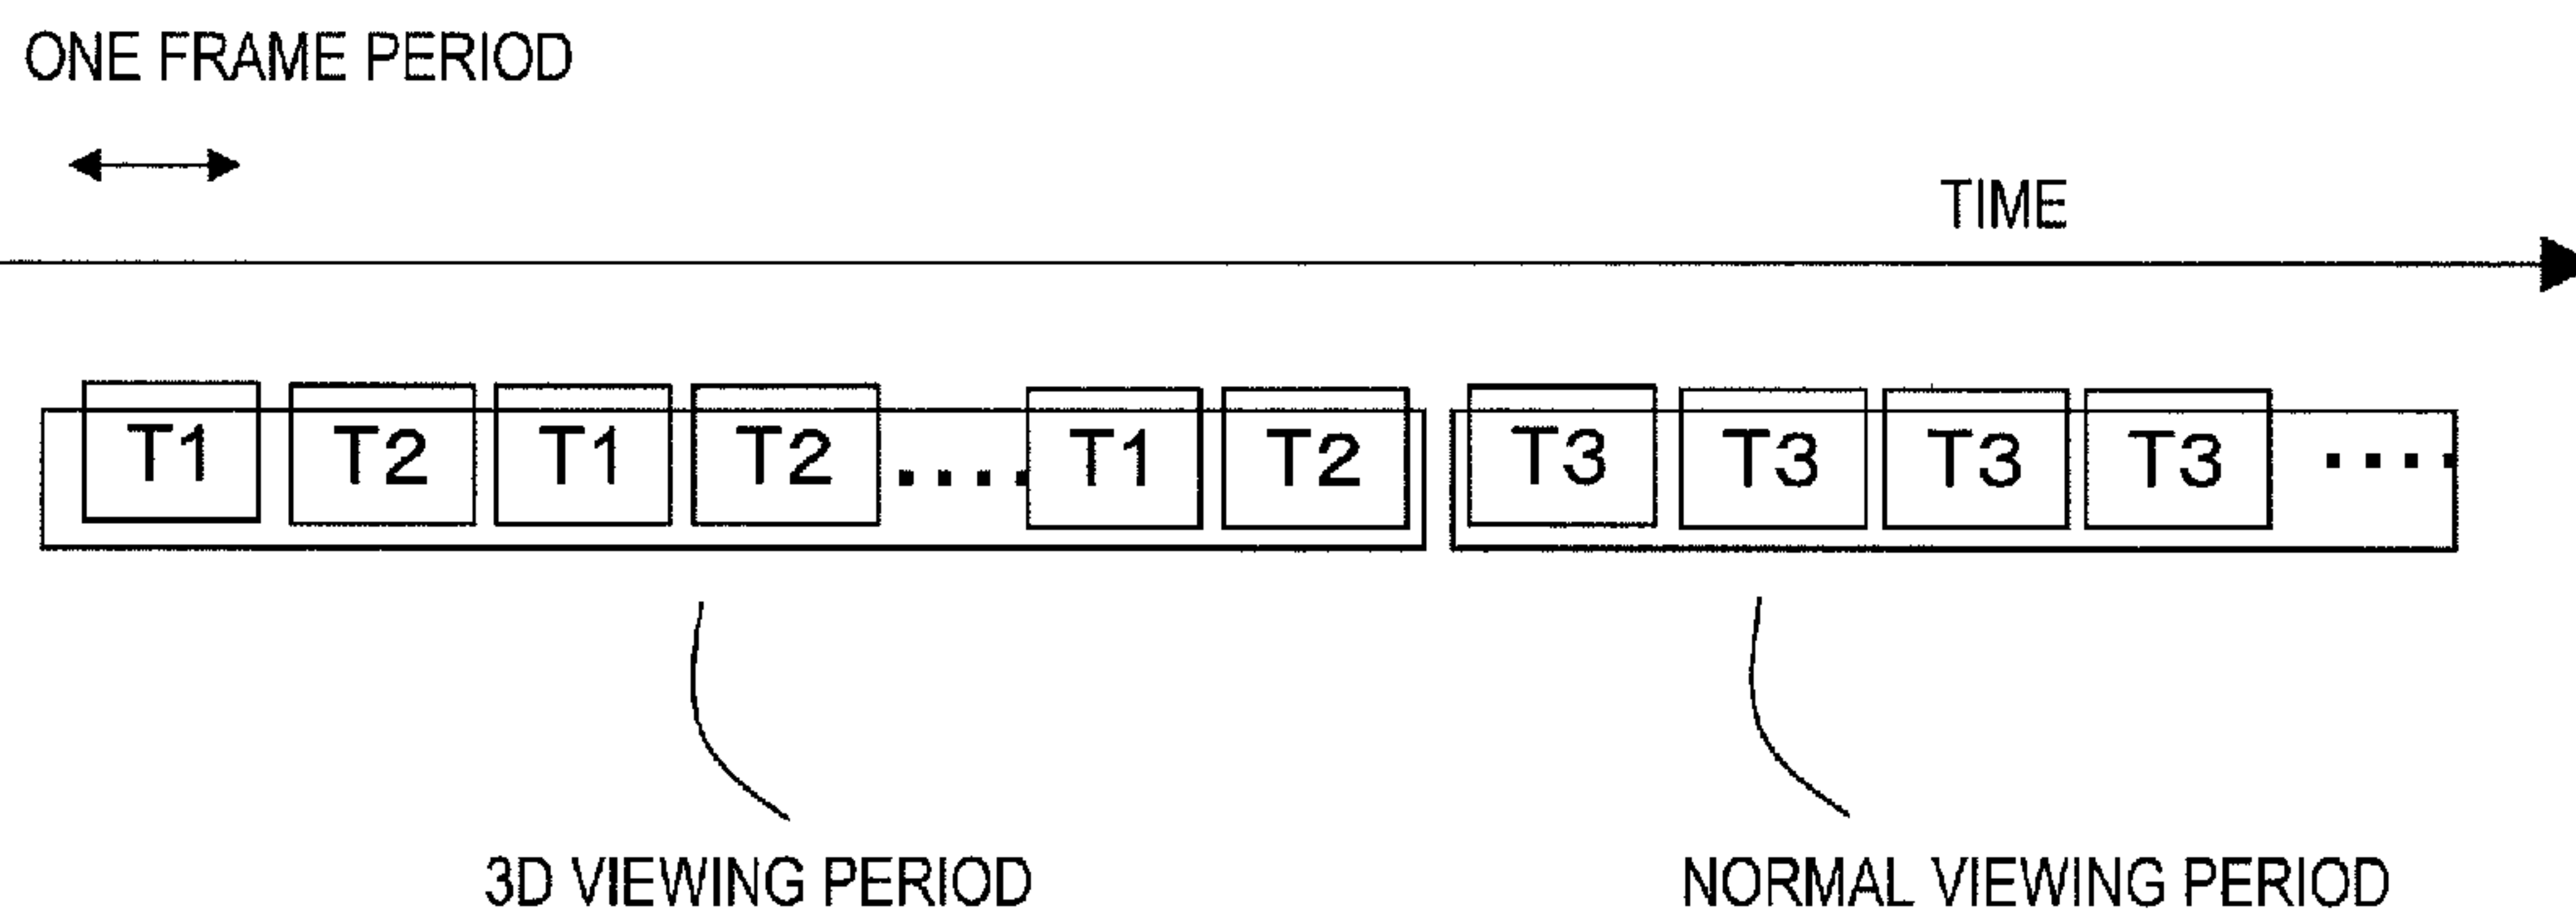 ONE FRAME PERIOD
TIME
T1 T2 T1 T2 .... T1 T2 T3 T3 T3 T3 ....
3D VIEWING PERIOD
NORMAL VIEWING PERIOD